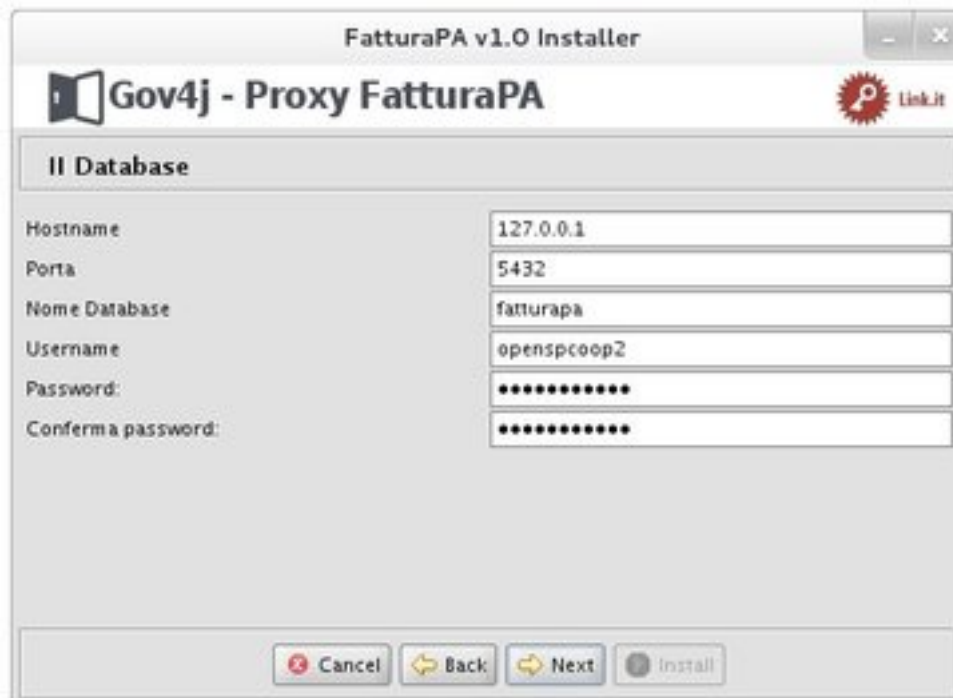 FatturaPA v1.0 Installer
Gov4j - Proxy FatturaPA
Link.it
II Database
Hostname
127.0.0.1
Porta
5432
Nome Database
fatturapa
Username
openspcoop2
Password:
•••••••••••
Conferma password:
•••••••••••
Cancel
Back
Next
Install